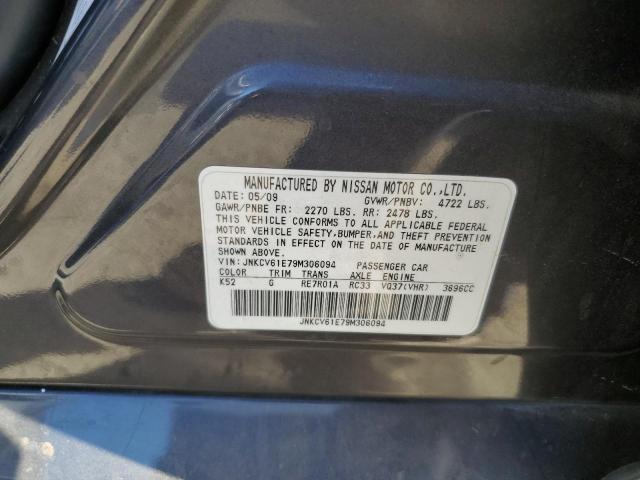 MANUFACTURED BY NISSAN MOTOR CO.,LTD.
DATE: 05/09 GVWR/PNBV: 4722 LBS.
GAWR/PNBE FR: 2270 LBS. RR: 2478 LBS.
THIS VEHICLE CONFORMS TO ALL APPLICABLE FEDERAL
MOTOR VEHICLE SAFETY, BUMPER, AND THEFT PREVENTION
STANDARDS IN EFFECT ON THE DATE OF MANUFACTURE
SHOWN ABOVE.
VIN: JNKCV61E79M306094 PASSENGER CAR
COLOR TRIM TRANS AXLE ENGINE
K52 G RE7R01A RC33 VQ37(VHR) 3696CC
JNKCV61E79M306094